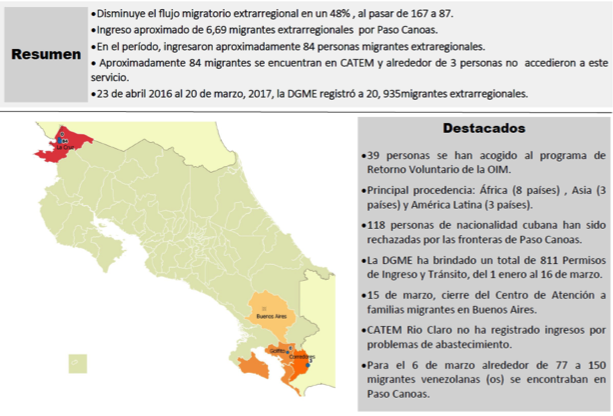 Resumen
•Disminuye el flujo migratorio extrarregional en un 48% , al pasar de 167 a 87.
•Ingreso aproximado de 6,69 migrantes extrarregionales por Paso Canoas.
•En el período, ingresaron aproximadamente 84 personas migrantes extraregionales.
• Aproximadamente 84 migrantes se encuentran en CATEM y alrededor de 3 personas no accedieron a este
servicio.
•23 de abril 2016 al 20 de marzo, 2017, la DGME registró a 20, 935migrantes extrarregionales.
La Cruz
Buenos Aires
Golfito
Corredores
Destacados
•39 personas se han acogido al programa de
Retorno Voluntario de la OIM.
•Principal procedencia: África (8 países) , Asia (3
países) y América Latina (3 países).
•118 personas de nacionalidad cubana han sido
rechazadas por las fronteras de Paso Canoas.
•La DGME ha brindado un total de 811 Permisos
de Ingreso y Tránsito, del 1 enero al 16 de marzo.
•15 de marzo, cierre del Centro de Atención a
familias migrantes en Buenos Aires.
•CATEM Rio Claro no ha registrado ingresos por
problemas de abastecimiento.
•Para el 6 de marzo alrededor de 77 a 150
migrantes venezolanas (os) se encontraban en
Paso Canoas.